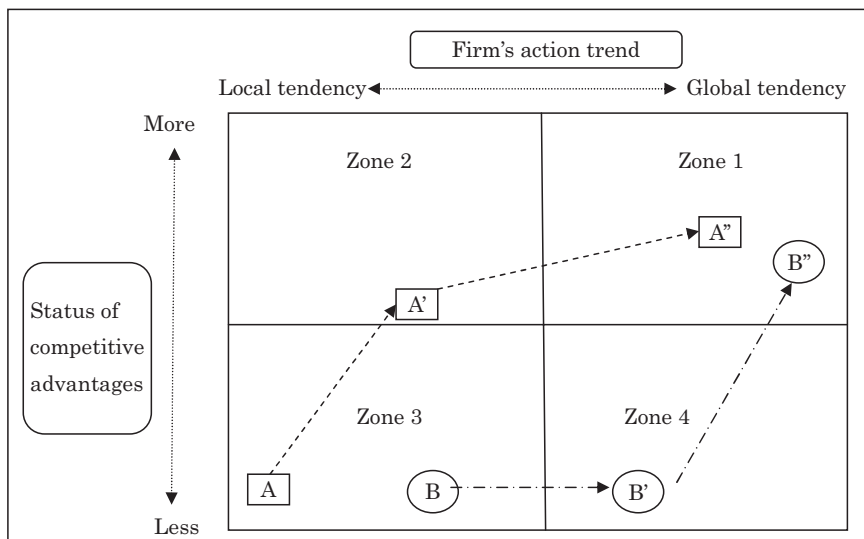 Firm’s action trend
Local tendency
Global tendency
More
Zone 2
Zone 1
A”
B”
A’
Status of
competitive
advantages
Zone 3
Zone 4
A
B
B’
Less